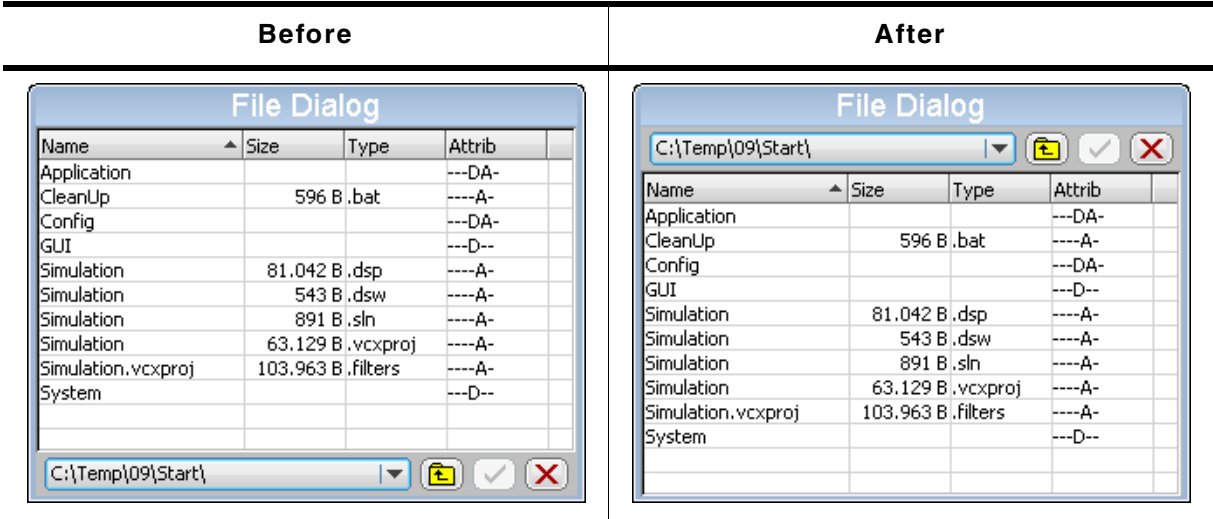 Before After
File Dialog
Name Size Type Attrib
Application ---DA-
CleanUp 596 B .bat ----A-
Config ---DA-
GUI ---D--
Simulation 81.042 B .dsp ----A-
Simulation 543 B .dsw ----A-
Simulation 891 B .sln ----A-
Simulation 63.129 B .vcxproj ----A-
Simulation.vcxproj 103.963 B .filters ----A-
System ---D--
C:\Temp\09\Start\
File Dialog
C:\Temp\09\Start\
Name Size Type Attrib
Application ---DA-
CleanUp 596 B .bat ----A-
Config ---DA-
GUI ---D--
Simulation 81.042 B .dsp ----A-
Simulation 543 B .dsw ----A-
Simulation 891 B .sln ----A-
Simulation 63.129 B .vcxproj ----A-
Simulation.vcxproj 103.963 B .filters ----A-
System ---D--